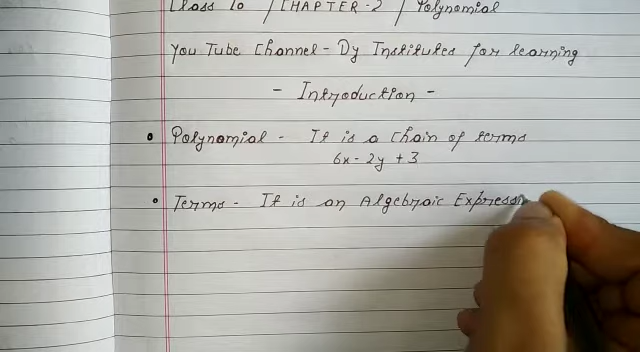 Class 10 / CHAPTER-2 / Polynomial
You Tube Channel - Dy Institutes for learning
- Introduction -
• Polynomial - It is a Chain of terms
6x - 2y + 3
• Terms - It is an Algebraic Expressi